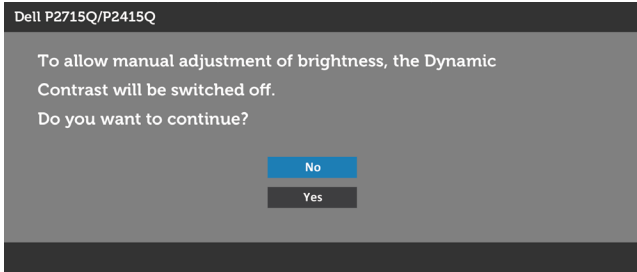 Dell P2715Q/P2415Q
To allow manual adjustment of brightness, the Dynamic
Contrast will be switched off.
Do you want to continue?
No
Yes